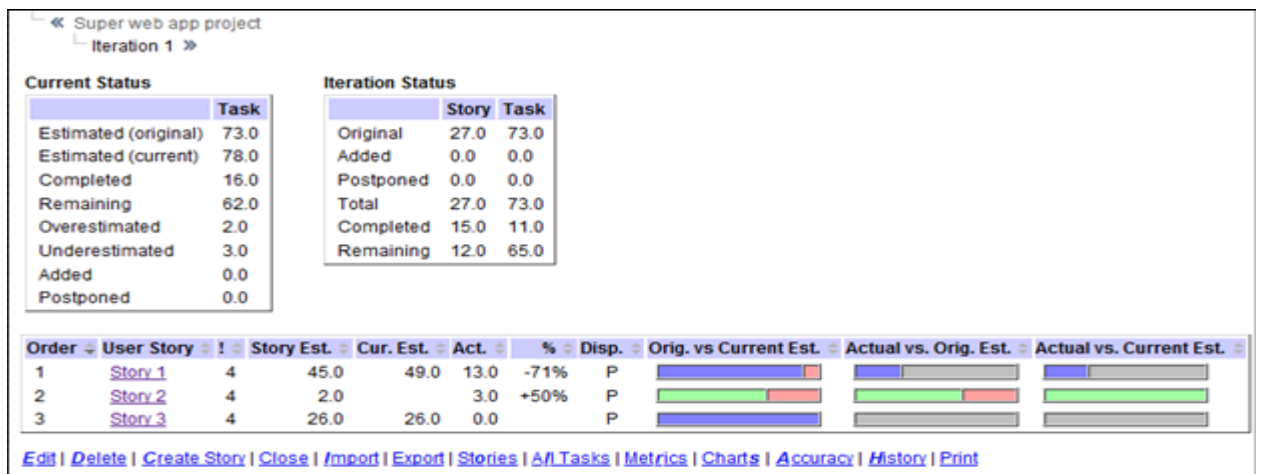 « Super web app project
Iteration 1 »
Current Status
Task
Estimated (original) 73.0
Estimated (current) 78.0
Completed 16.0
Remaining 62.0
Overestimated 2.0
Underestimated 3.0
Added 0.0
Postponed 0.0
Iteration Status
Story Task
Original 27.0 73.0
Added 0.0 0.0
Postponed 0.0 0.0
Total 27.0 73.0
Completed 15.0 11.0
Remaining 12.0 65.0
Order User Story ! Story Est. Cur. Est. Act. % Disp. Orig. vs Current Est. Actual vs. Orig. Est. Actual vs. Current Est.
1 Story 1 4 45.0 49.0 13.0 -71% P
2 Story 2 4 2.0 3.0 +50% P
3 Story 3 4 26.0 26.0 0.0 P
Edit | Delete | Create Story | Close | Import | Export | Stories | All Tasks | Metrics | Charts | Accuracy | History | Print